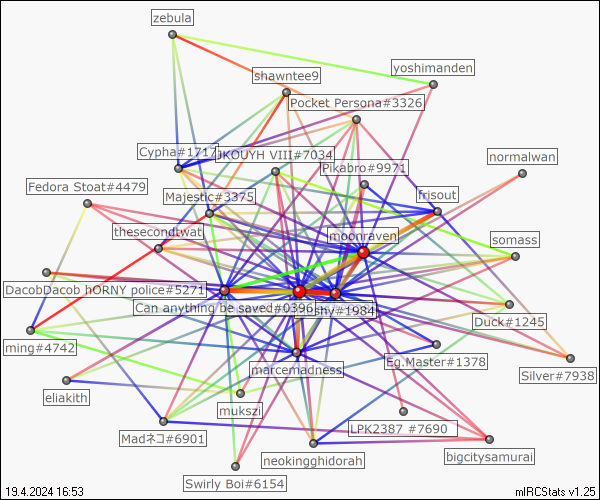 zebula
yoshimanden
shawntee9
Pocket Persona#3326
Cypha#1717
JKOUYH VIII#7034
normalwan
Pikabro#9971
Fedora Stoat#4479
Majestic#3375
frisout
thesecondtwat
moonraven
somass
DacobDacob hORNY police#5271
Can anything be saved#0396
shy#1984
Duck#1245
ming#4742
Eg.Master#1378
marcemadness
Silver#7938
eliakith
mukszi
LPK2387 #7690
Madネコ#6901
bigcitysamurai
neokingghidorah
Swirly Boi#6154
19.4.2024 16:53
mIRCStats v1.25